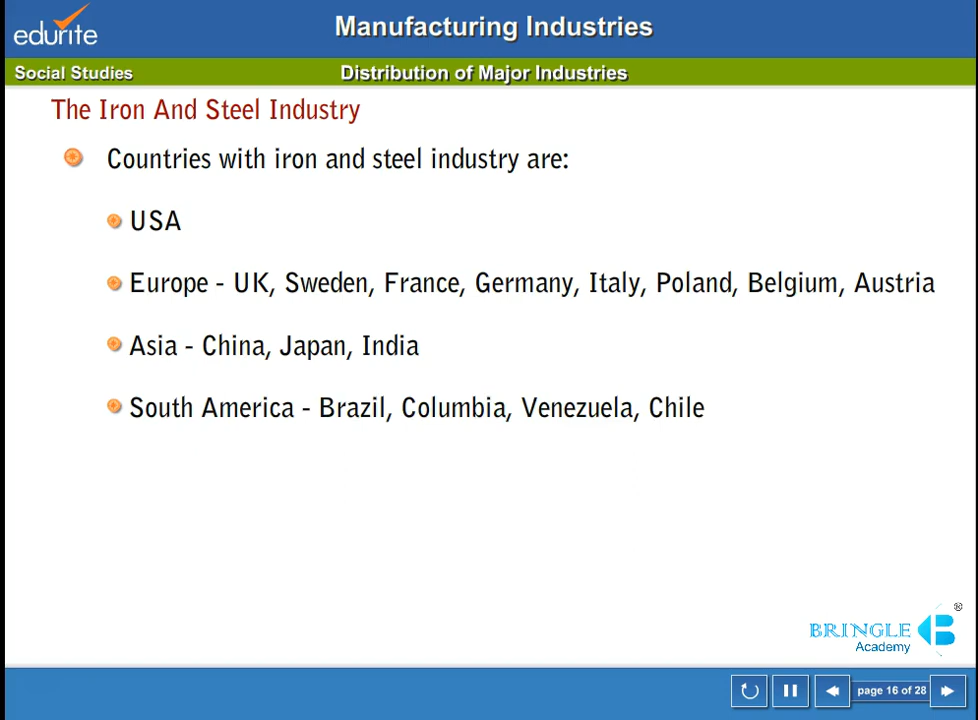 edurite
Manufacturing Industries
Social Studies
Distribution of Major Industries
The Iron And Steel Industry
Countries with iron and steel industry are:
USA
Europe - UK, Sweden, France, Germany, Italy, Poland, Belgium, Austria
Asia - China, Japan, India
South America - Brazil, Columbia, Venezuela, Chile
BRINGLE ®
Academy
page 16 of 28